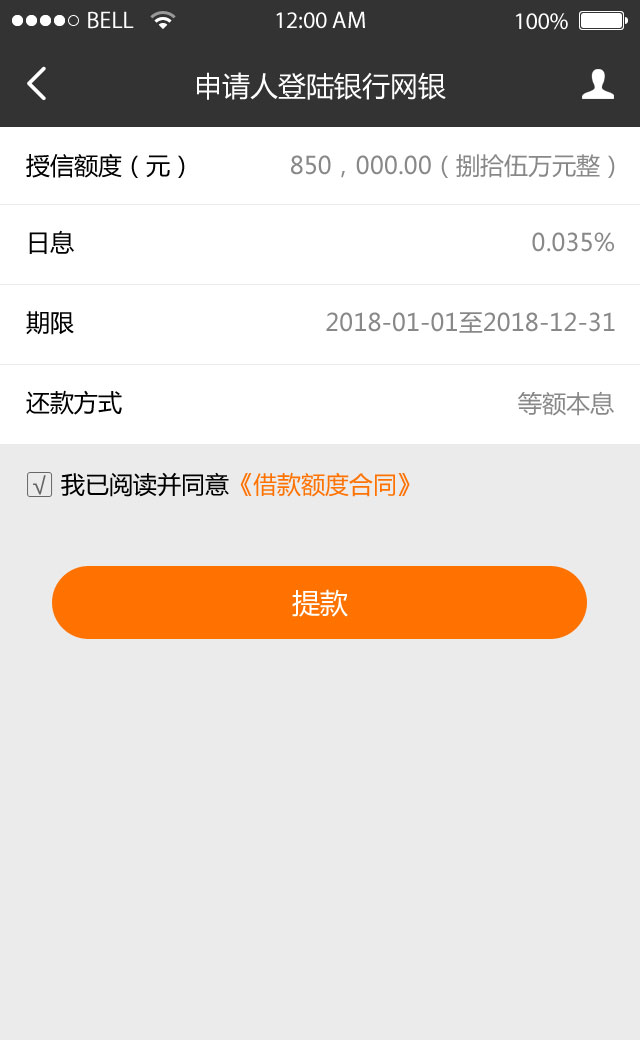 BELL 12:00 AM 100%
申请人登陆银行网银
授信额度（元） 850，000.00（捌拾伍万元整）
日息 0.035%
期限 2018-01-01至2018-12-31
还款方式 等额本息
√ 我已阅读并同意《借款额度合同》
提款